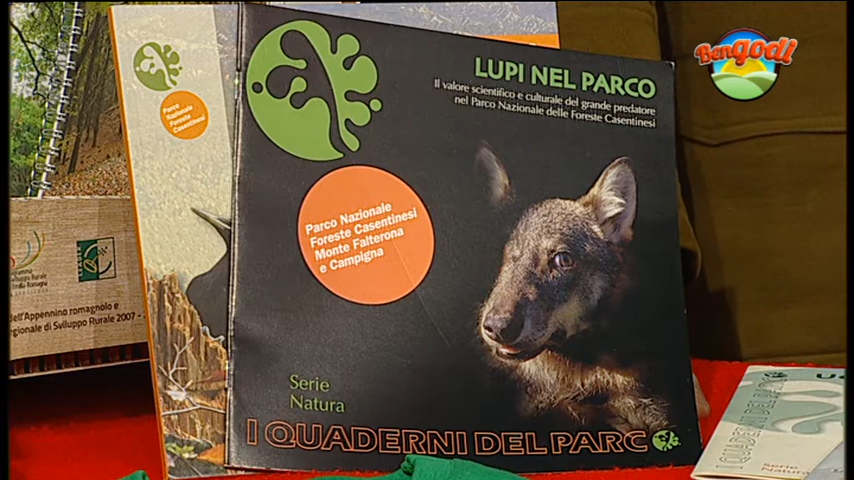 Bengodi
LUPI NEL PARCO
Il valore scientifico e culturale del grande predatore
nel Parco Nazionale delle Foreste Casentinesi
Parco Nazionale
Foreste Casentinesi
Monte Falterona
e Campigna
Serie
Natura
I QUADERNI DEL PARCO
Parco
Nazionale
Foreste
Casentinesi
dell'Appennino romagnolo e
egionale di Sviluppo Rurale 2007 -
I QUADERNI DEL PARCO
Serie
Natura